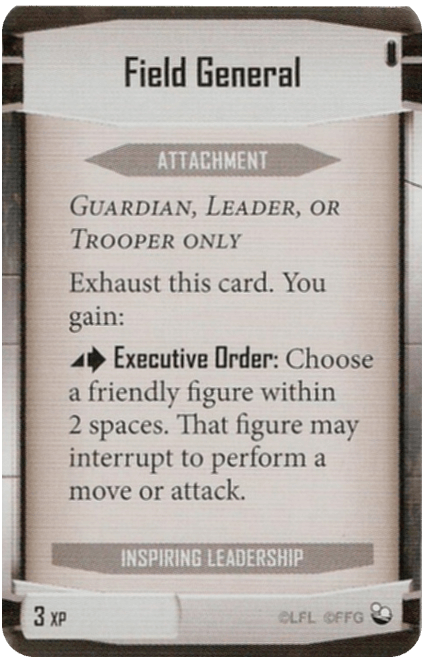 Field General
ATTACHMENT
GUARDIAN, LEADER, OR
TROOPER ONLY
Exhaust this card. You
gain:
Executive Order: Choose
a friendly figure within
2 spaces. That figure may
interrupt to perform a
move or attack.
INSPIRING LEADERSHIP
3 XP
©LFL ©FFG